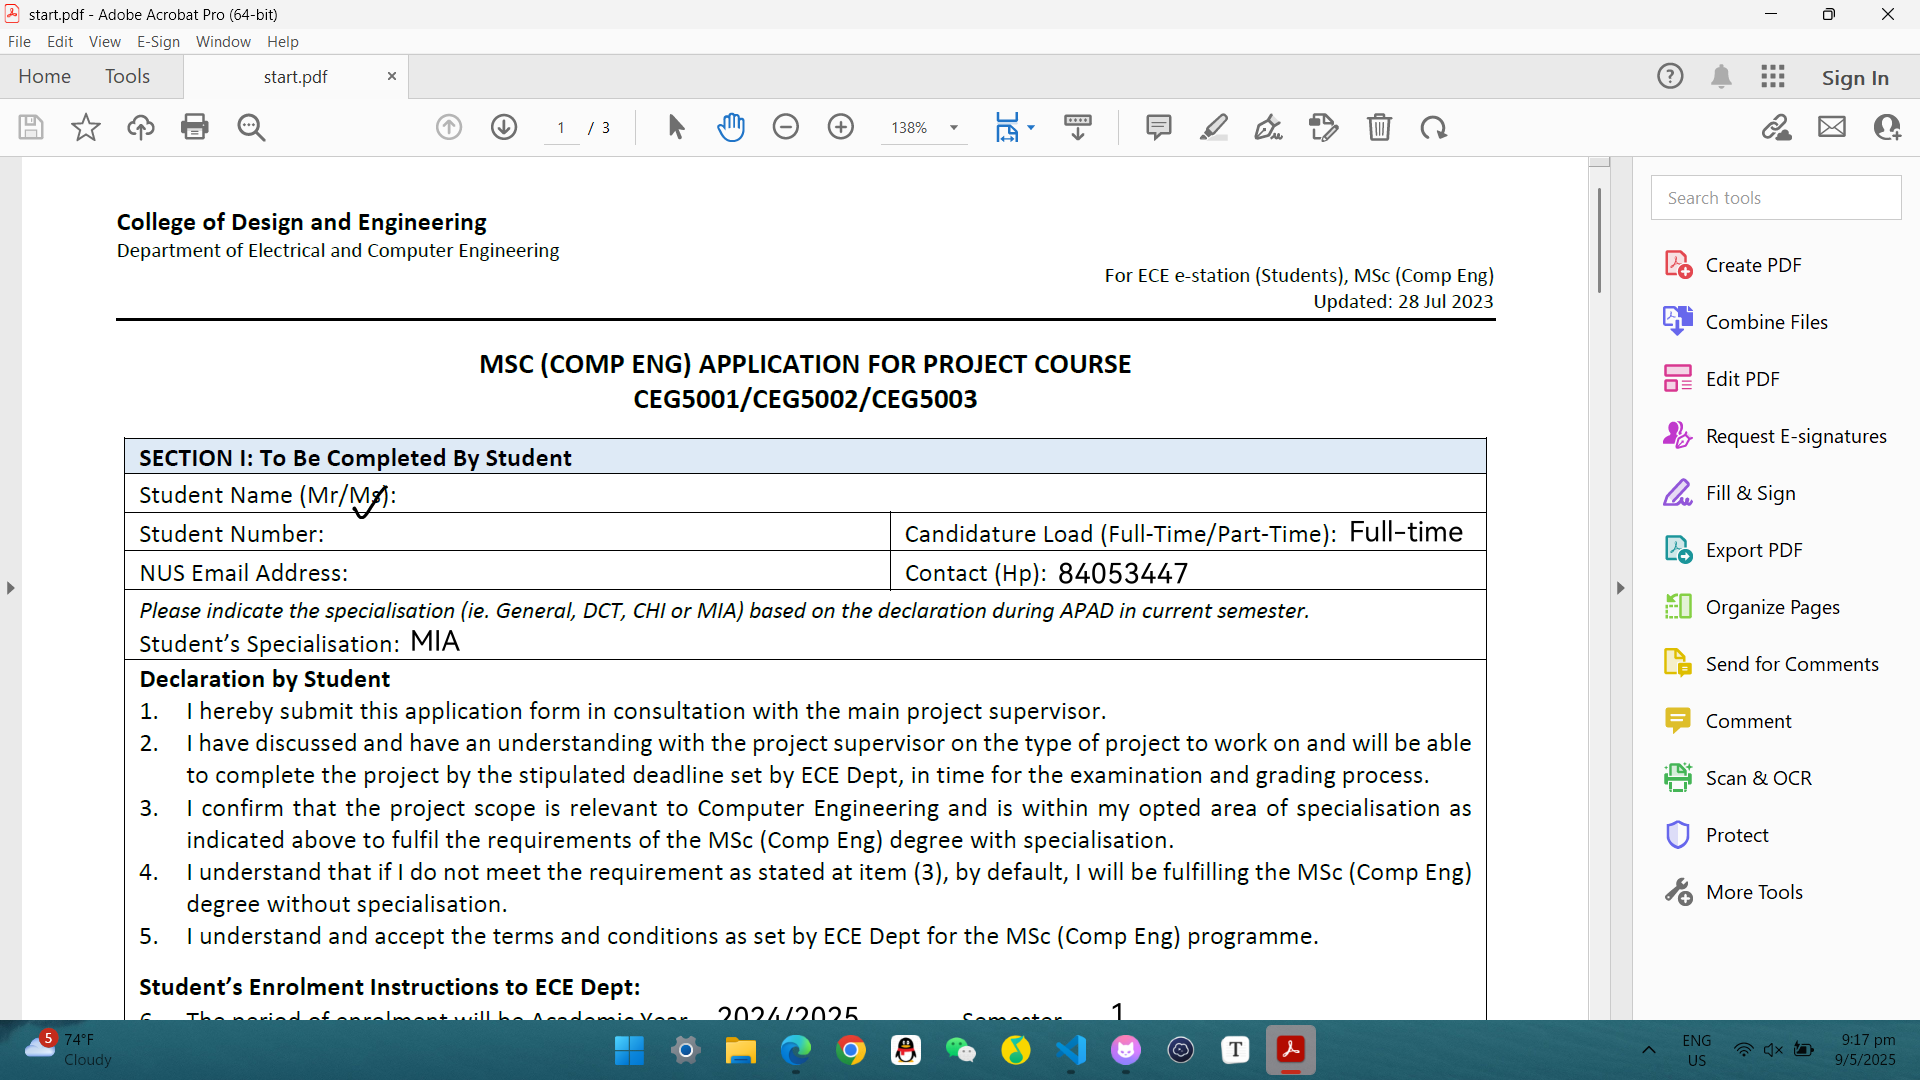 start.pdf - Adobe Acrobat Pro (64-bit)
File Edit View E-Sign Window Help
Home Tools start.pdf × Sign In
1 / 3 138%
College of Design and Engineering
Department of Electrical and Computer Engineering
For ECE e-station (Students), MSc (Comp Eng)
Updated: 28 Jul 2023
MSC (COMP ENG) APPLICATION FOR PROJECT COURSE
CEG5001/CEG5002/CEG5003
SECTION I: To Be Completed By Student
Student Name (Mr/Ms):
Student Number:
Candidature Load (Full-Time/Part-Time): Full-time
NUS Email Address:
Contact (Hp): 84053447
Please indicate the specialisation (ie. General, DCT, CHI or MIA) based on the declaration during APAD in current semester.
Student’s Specialisation: MIA
Declaration by Student
1. I hereby submit this application form in consultation with the main project supervisor.
2. I have discussed and have an understanding with the project supervisor on the type of project to work on and will be able
to complete the project by the stipulated deadline set by ECE Dept, in time for the examination and grading process.
3. I confirm that the project scope is relevant to Computer Engineering and is within my opted area of specialisation as
indicated above to fulfil the requirements of the MSc (Comp Eng) degree with specialisation.
4. I understand that if I do not meet the requirement as stated at item (3), by default, I will be fulfilling the MSc (Comp Eng)
degree without specialisation.
5. I understand and accept the terms and conditions as set by ECE Dept for the MSc (Comp Eng) programme.
Student’s Enrolment Instructions to ECE Dept:
6. The period of enrolment will be Academic Year 2024/2025 Semester 1
Search tools
Create PDF
Combine Files
Edit PDF
Request E-signatures
Fill & Sign
Export PDF
Organize Pages
Send for Comments
Comment
Scan & OCR
Protect
More Tools
5
74°F
Cloudy
T
ENG
US
9:17 pm
9/5/2025